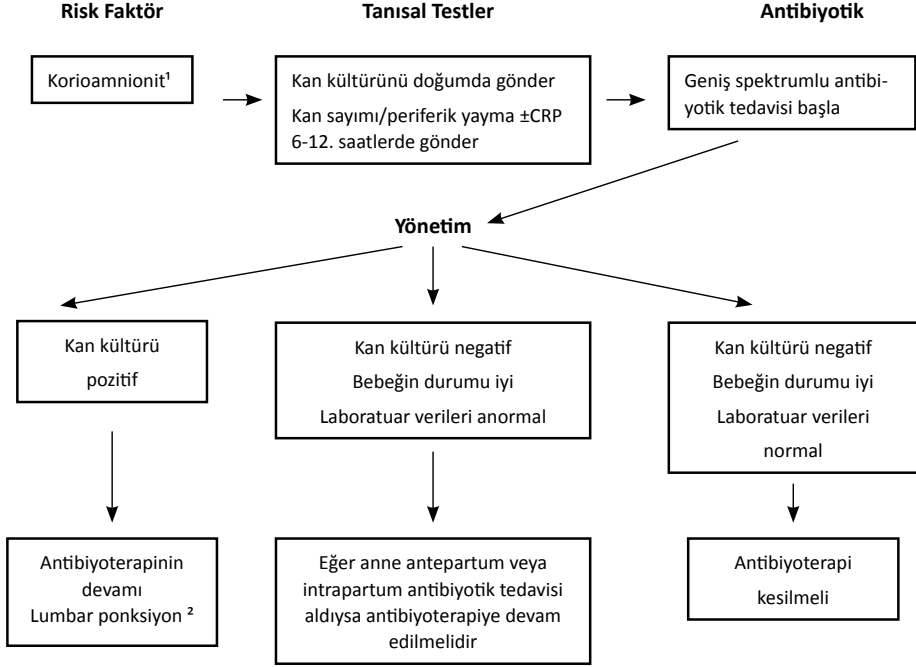 Risk Faktör
Tanısal Testler
Antibiyotik
Korioamnionit¹
Kan kültürünü doğumda gönder
Kan sayımı/periferik yayma ±CRP
6-12. saatlerde gönder
Geniş spektrumlu antibi-
yotik tedavisi başla
Yönetim
Kan kültürü
pozitif
Kan kültürü negatif
Bebeğin durumu iyi
Laboratuar verileri anormal
Kan kültürü negatif
Bebeğin durumu iyi
Laboratuar verileri
normal
Antibiyoterapinin
devamı
Lumbar ponksiyon ²
Eğer anne antepartum veya
intrapartum antibiyotik tedavisi
aldıysa antibiyoterapiye devam
edilmelidir
Antibiyoterapi
kesilmeli